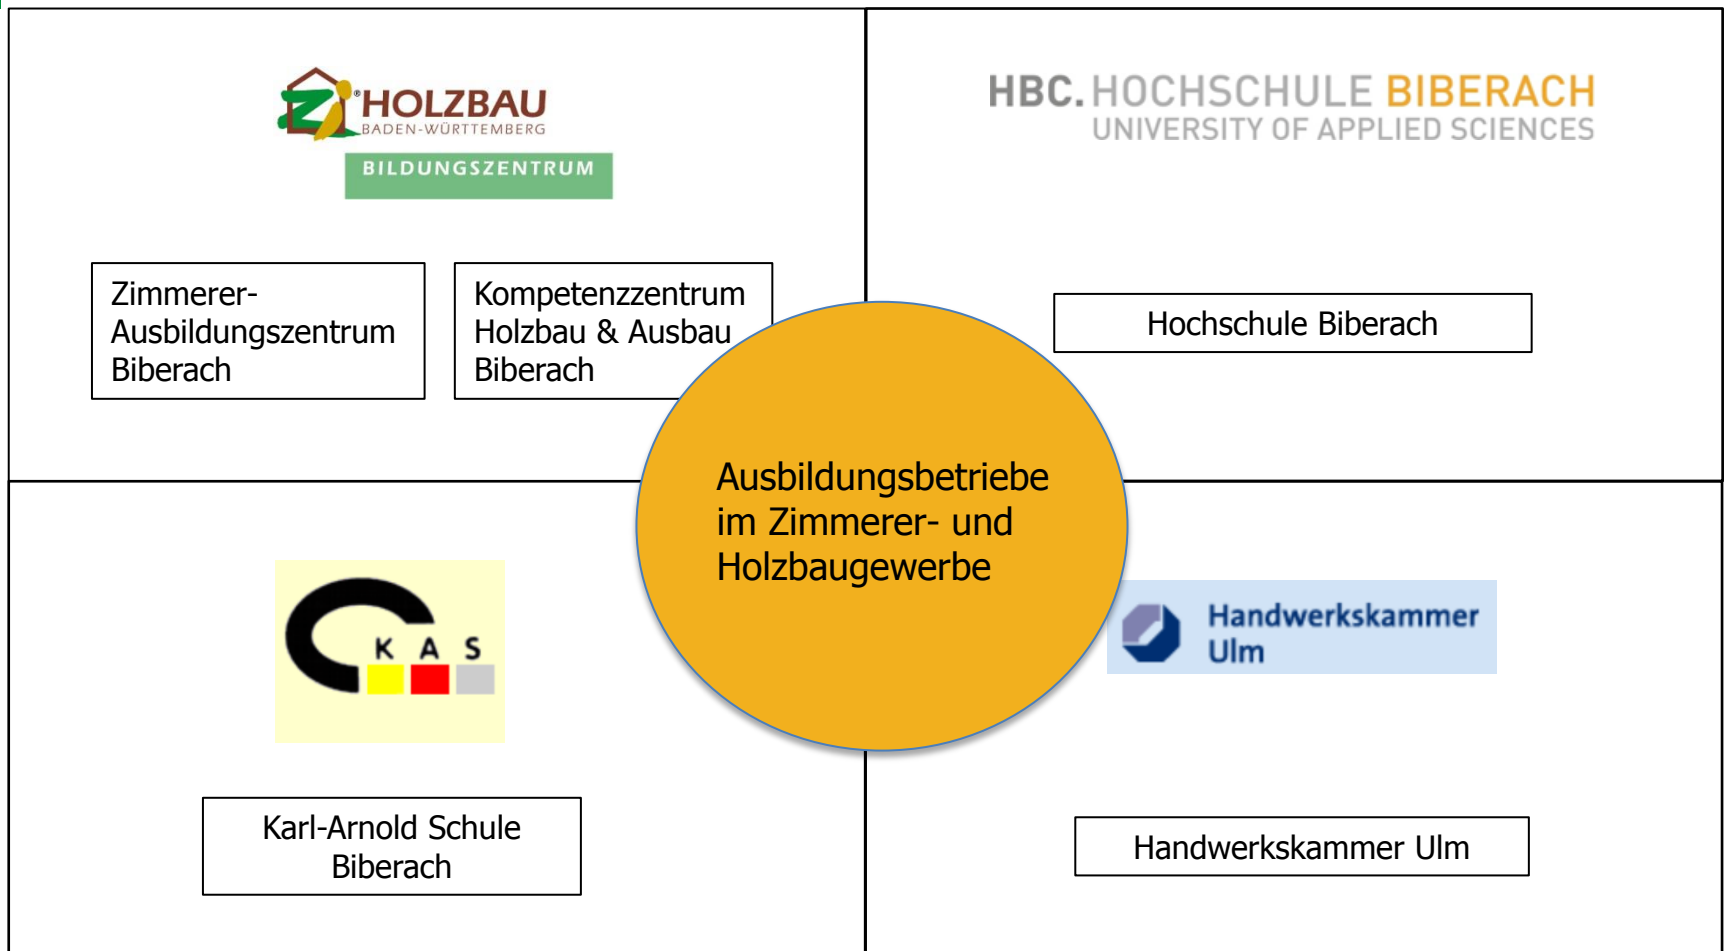 HOLZBAU
BADEN-WÜRTTEMBERG
BILDUNGSZENTRUM
Zimmerer-
Ausbildungszentrum
Biberach
Kompetenzzentrum
Holzbau & Ausbau
Biberach
HBC. HOCHSCHULE BIBERACH
UNIVERSITY OF APPLIED SCIENCES
Hochschule Biberach
Ausbildungsbetriebe
im Zimmerer- und
Holzbaugewerbe
K A S
Karl-Arnold Schule
Biberach
Handwerkskammer
Ulm
Handwerkskammer Ulm